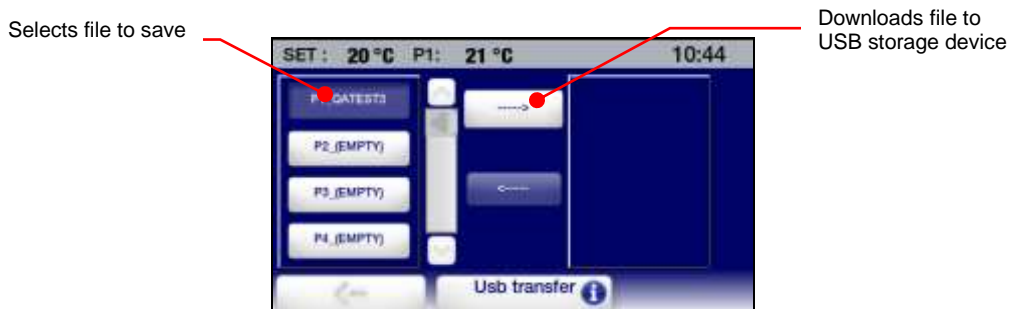 Selects file to save
Downloads file to
USB storage device
SET : 20 °C P1: 21 °C 10:44
QATEST3
----->
P2_(EMPTY)
P3_(EMPTY)
<-----
P4_(EMPTY)
<--
Usb transfer i